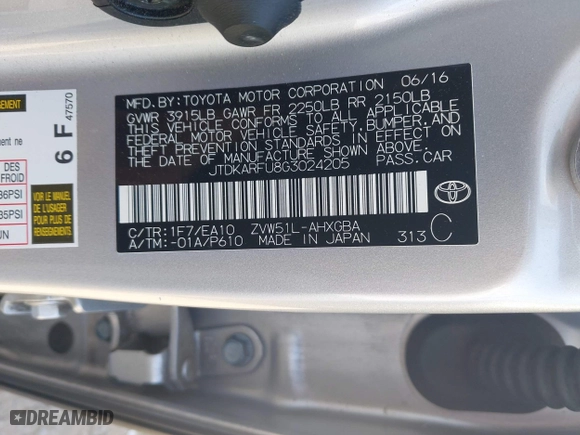 MFD.BY:TOYOTA MOTOR CORPORATION 06/16
GVWR 3915LB GAWR FR 2250LB RR 2150LB
THIS VEHICLE CONFORMS TO ALL APPLICABLE
FEDERAL MOTOR VEHICLE SAFETY, BUMPER, AND
THEFT PREVENTION STANDARDS IN EFFECT ON
THE DATE OF MANUFACTURE SHOWN ABOVE.
JTDKARFU8G3024205 PASS.CAR
C/TR: 1F7/EA10 ZVW51L-AHXGBA
A/TM: -01A/P610 MADE IN JAPAN 313 C
TOYOTA
6 F 47570
ent ne
DES
FROID
36PSI
35PSI
VOIR LE MANUEL
DE L'USAGER
POUR PLUS DE
RENSEIGNEMENTS
DREAMBID